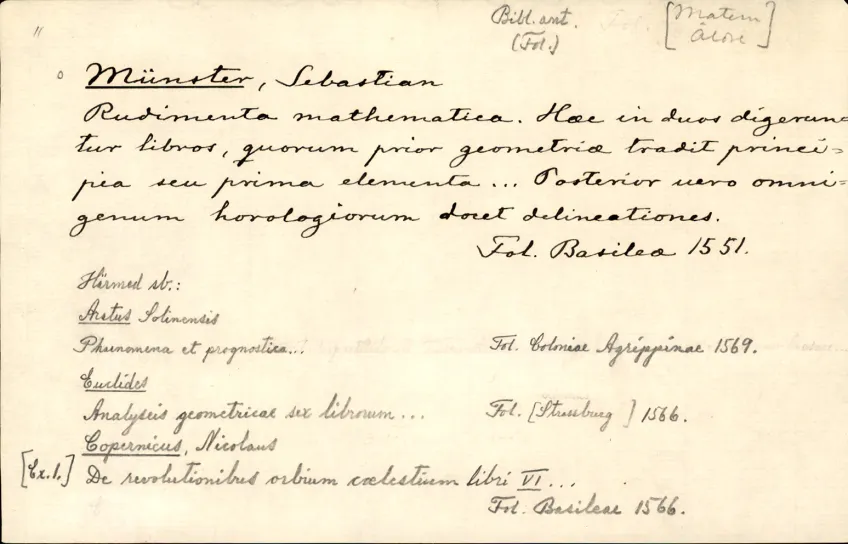 Bibl. ant.
(Fol.)
[Matem
Münster, Sebastian
Rudimenta mathematica. Hæc in duos digerun=
tur libros, quorum prior geometriæ tradit princi=
pia seu prima elementa ... Posterior uero omni=
genum horologiorum docet delineationes.
Fol. Basileæ 1551.
Härmed sb.:
Aratus Solinensis
Phænomena et prognostica... Fol. Coloniae Agrippinae 1569.
Euclides
Analyseis geometricae sex librorum ... Fol. [Strassburg] 1566.
Copernicus, Nicolaus
[Ex. 1.] De revolutionibus orbium cœlestium libri VI ...
Fol. Basileae 1566.